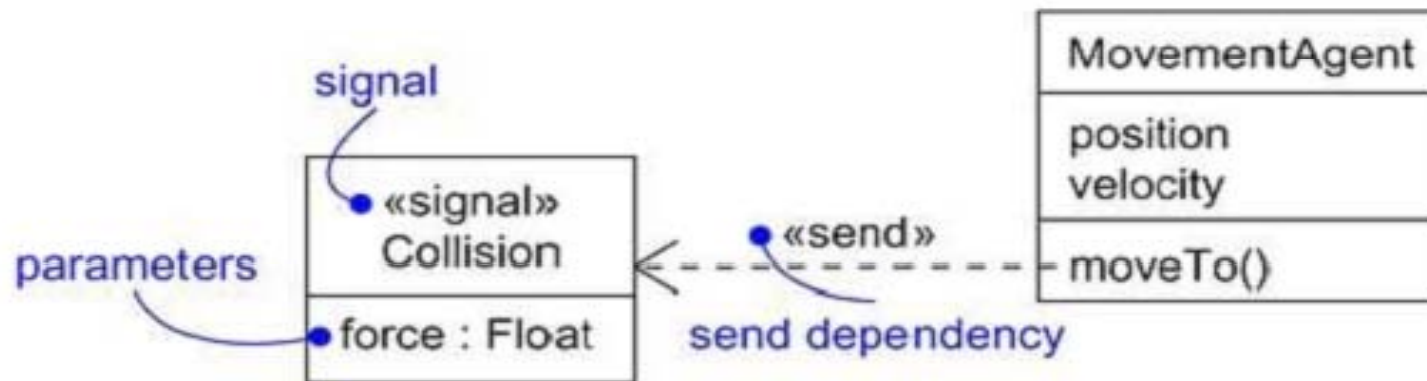 signal
«signal»
Collision
parameters
force : Float
«send»
send dependency
MovementAgent
position
velocity
moveTo()